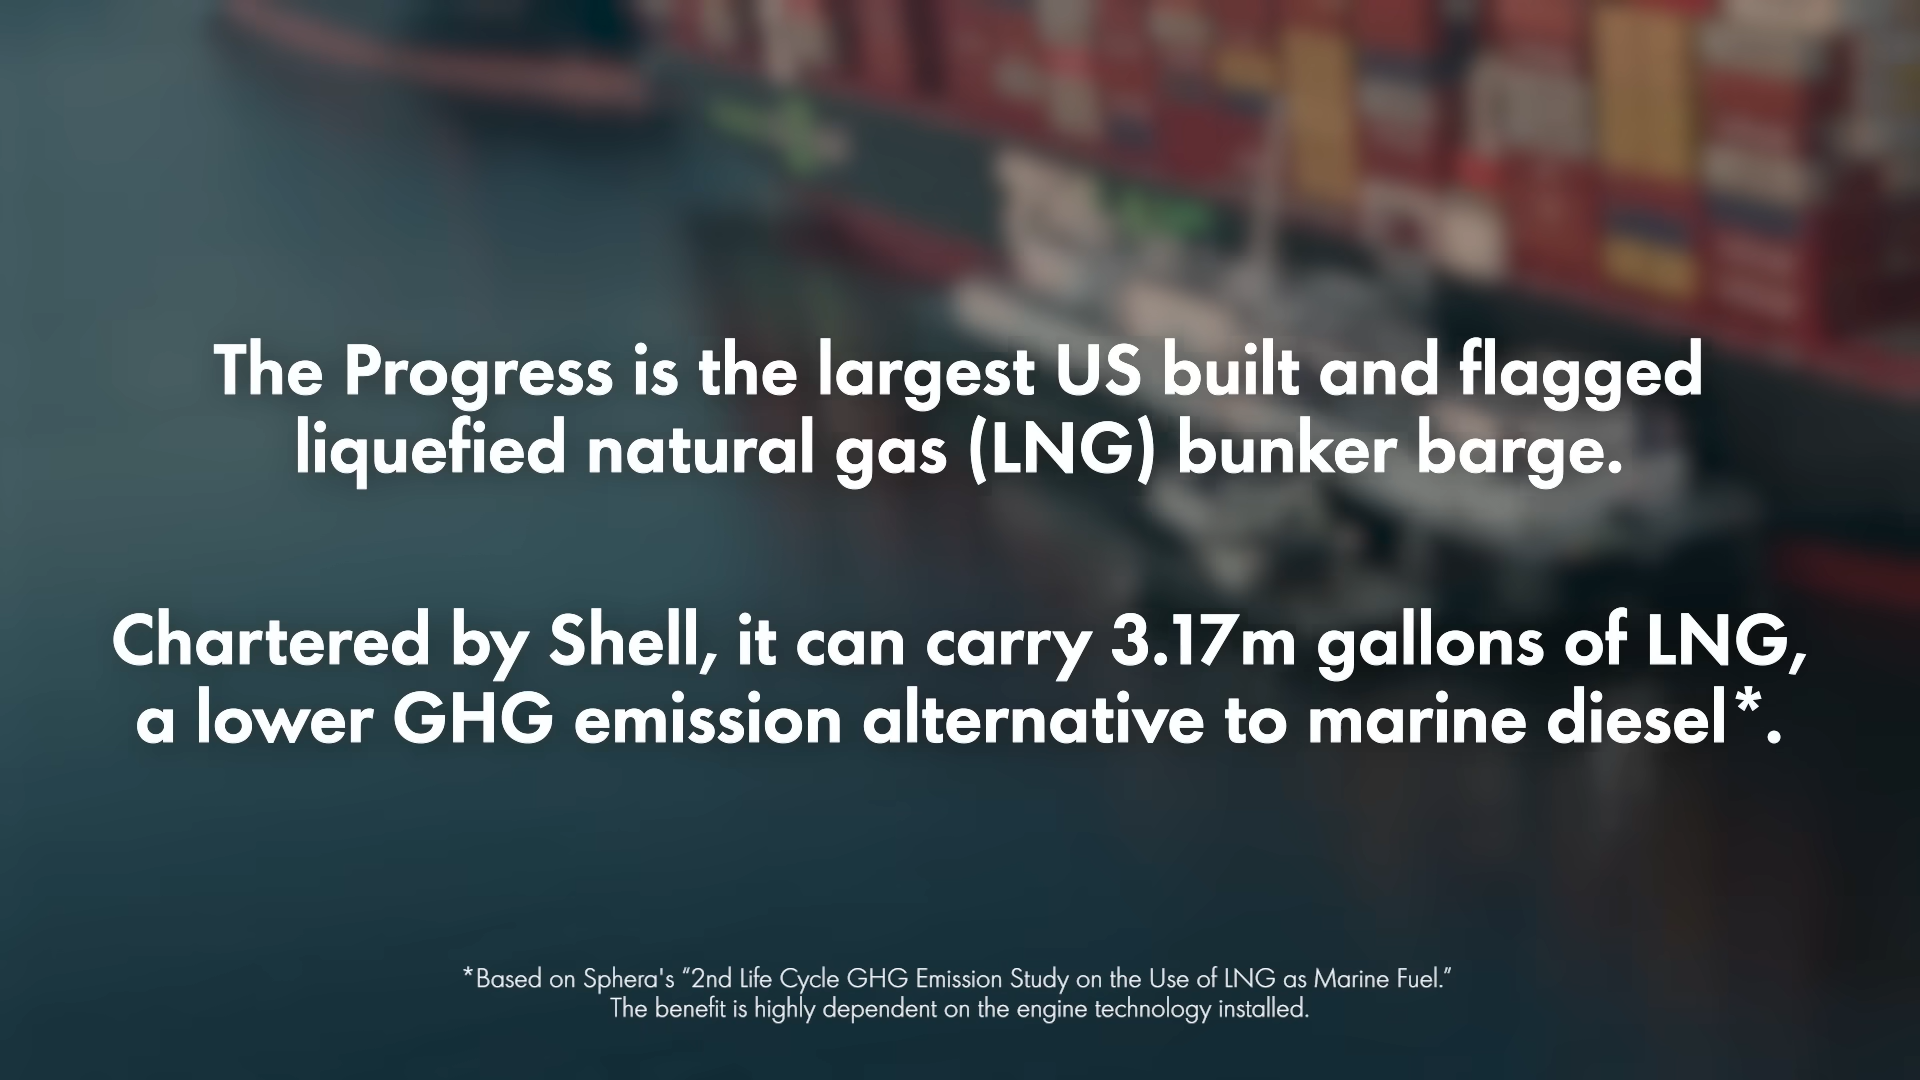 The Progress is the largest US built and flagged
liquefied natural gas (LNG) bunker barge.
Chartered by Shell, it can carry 3.17m gallons of LNG,
a lower GHG emission alternative to marine diesel*.
*Based on Sphera's “2nd Life Cycle GHG Emission Study on the Use of LNG as Marine Fuel.”
The benefit is highly dependent on the engine technology installed.